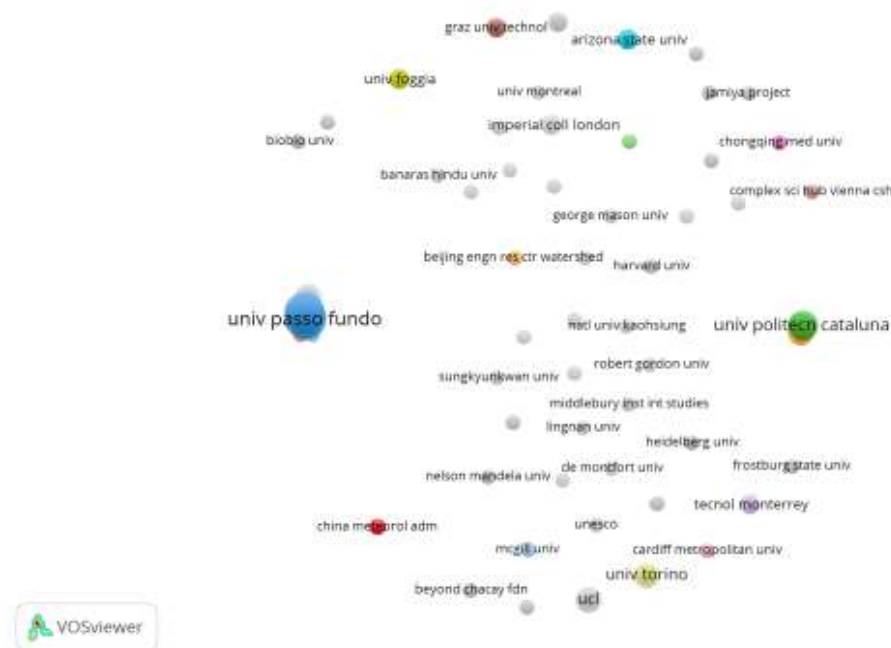 graz univ technol
arizona state univ
univ foggia
univ montreal
jamiya project
imperial coll london
biobio univ
chongqing med univ
banaras hindu univ
complex sci hub vienna csh
george mason univ
beijing engn res ctr watershed
harvard univ
univ passo fundo
natl univ kaohsiung
univ politecn cataluna
robert gordon univ
sungkyunkwan univ
middlebury inst int studies
lingnan univ
heidelberg univ
nelson mandela univ
de montfort univ
frostburg state univ
tecnol monterrey
china meteorol adm
unesco
mcgill univ
cardiff metropolitan univ
univ torino
beyond chacay fdn
ucl
VOSviewer